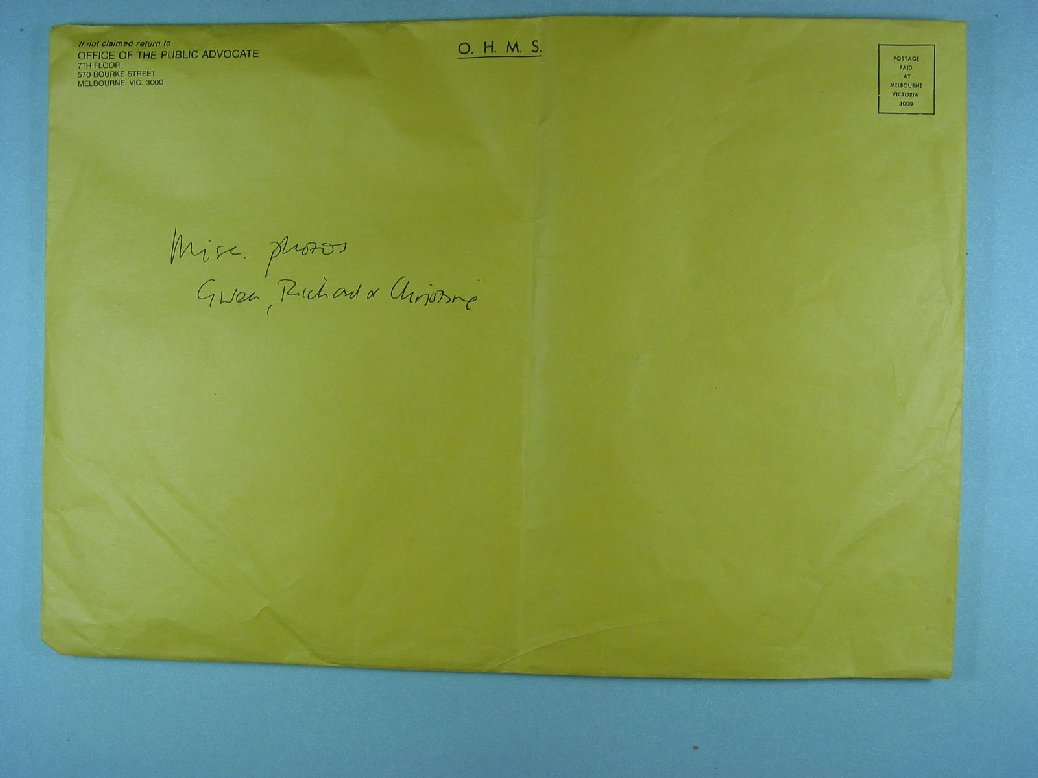 If not claimed return to
OFFICE OF THE PUBLIC ADVOCATE
7TH FLOOR
570 BOURKE STREET
MELBOURNE VIC. 3000
O. H. M. S.
POSTAGE
PAID
AT
MELBOURNE
VICTORIA
3000
Misc. photos
Gwen, Richard & Christine